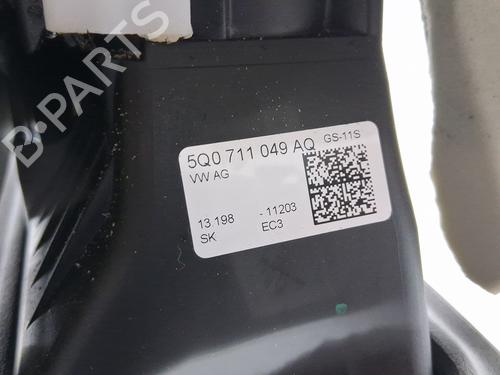 B-PARTS
5Q0 711 049 AQ GS-11S
VW AG
13.198 - 11203
SK EC3